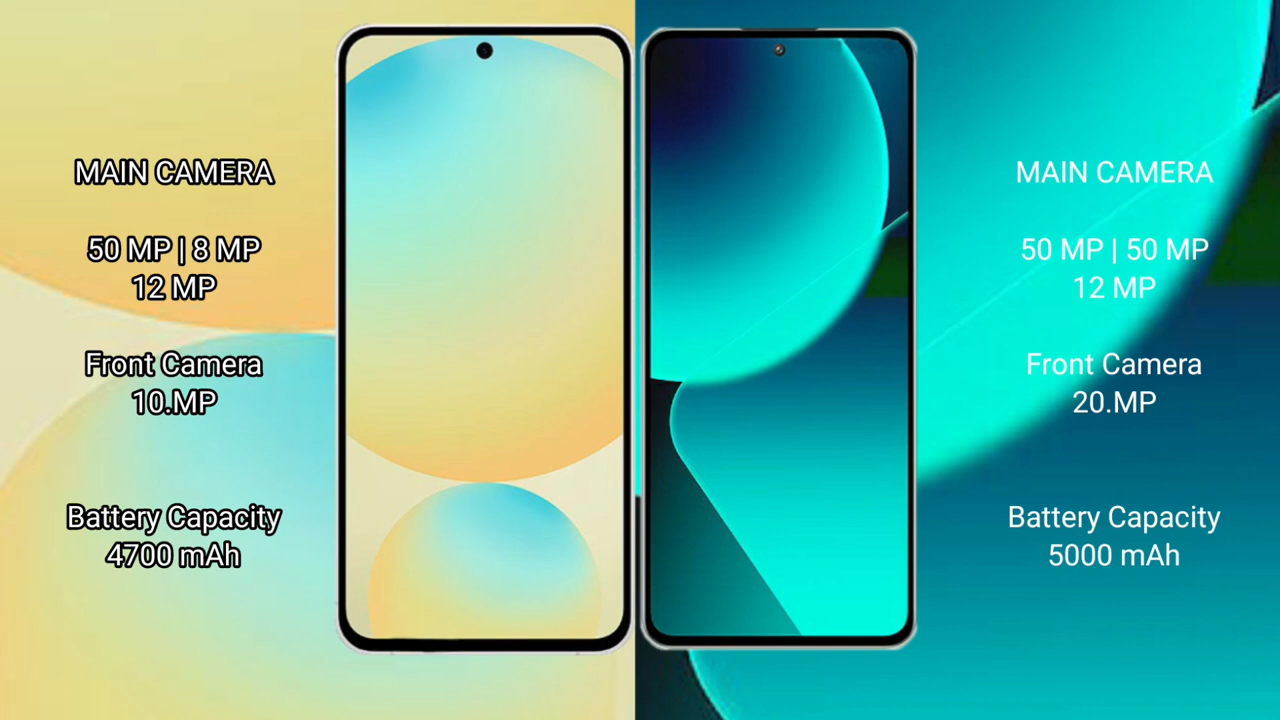 MAIN CAMERA
50 MP | 8 MP
12 MP
Front Camera
10.MP
Battery Capacity
4700 mAh
MAIN CAMERA
50 MP | 50 MP
12 MP
Front Camera
20.MP
Battery Capacity
5000 mAh